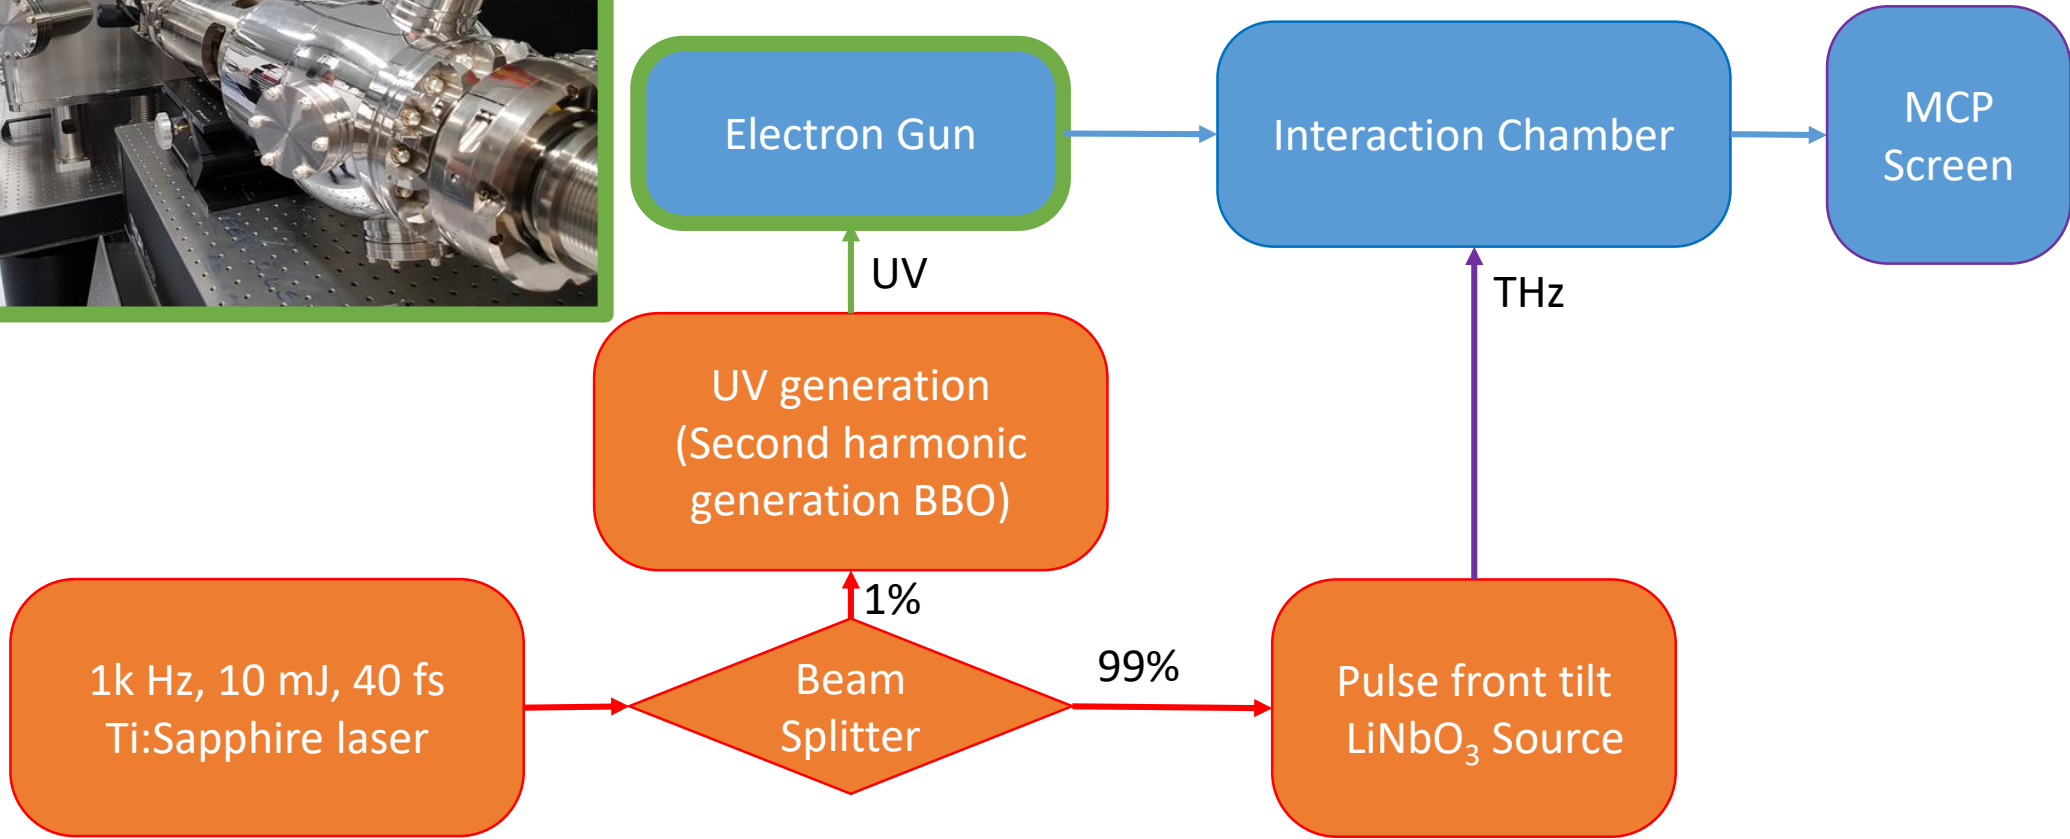 Electron Gun
Interaction Chamber
MCP
Screen
UV
THz
UV generation
(Second harmonic
generation BBO)
1%
1k Hz, 10 mJ, 40 fs
Ti:Sapphire laser
Beam
Splitter
99%
Pulse front tilt
LiNbO₃ Source